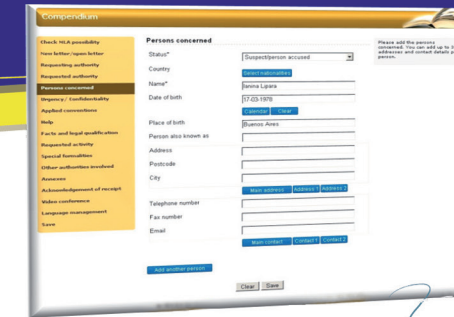 Compendium
Check MLA possibility
New letter/open letter
Requesting authority
Requested authority
Persons concerned
Urgency/ Confidentiality
Applied conventions
Help
Facts and legal qualification
Requested activity
Special formalities
Other authorities involved
Annexes
Acknowledgement of receipt
Video conference
Language management
Save
Persons concerned
Status*
Suspect/person accused
Country
Select nationalities
Name*
Janina Lipara
Date of birth
17-03-1978
Calendar Clear
Place of birth
Buenos Aires
Person also known as
Address
Postcode
City
Main address Address 1 Address 2
Telephone number
Fax number
Email
Main contact Contact 1 Contact 2
Add another person
Clear Save
Please add the persons
concerned. You can add up to 3
addresses and contact details p
person.